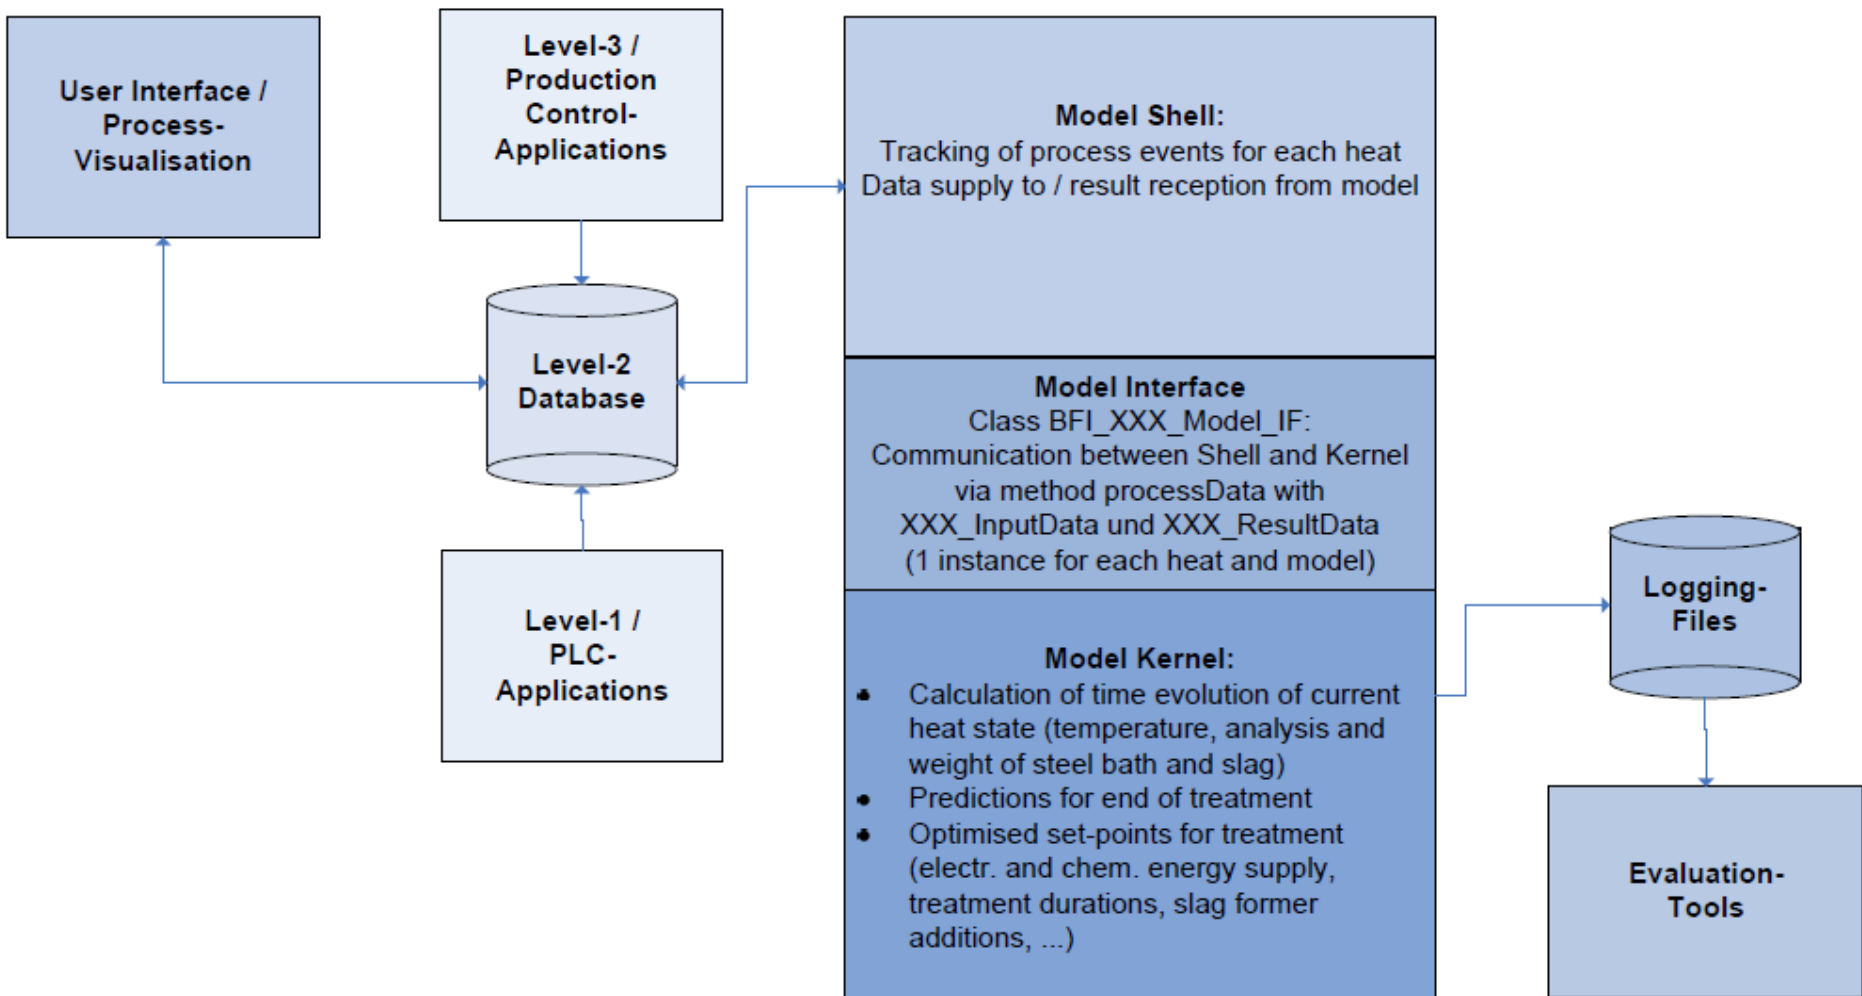 User Interface /
Process-
Visualisation
Level-3 /
Production
Control-
Applications
Level-2
Database
Level-1 /
PLC-
Applications
Model Shell:
Tracking of process events for each heat
Data supply to / result reception from model
Model Interface
Class BFI_XXX_Model_IF:
Communication between Shell and Kernel
via method processData with
XXX_InputData und XXX_ResultData
(1 instance for each heat and model)
Model Kernel:
• Calculation of time evolution of current
heat state (temperature, analysis and
weight of steel bath and slag)
• Predictions for end of treatment
• Optimised set-points for treatment
(electr. and chem. energy supply,
treatment durations, slag former
additions, ...)
Logging-
Files
Evaluation-
Tools